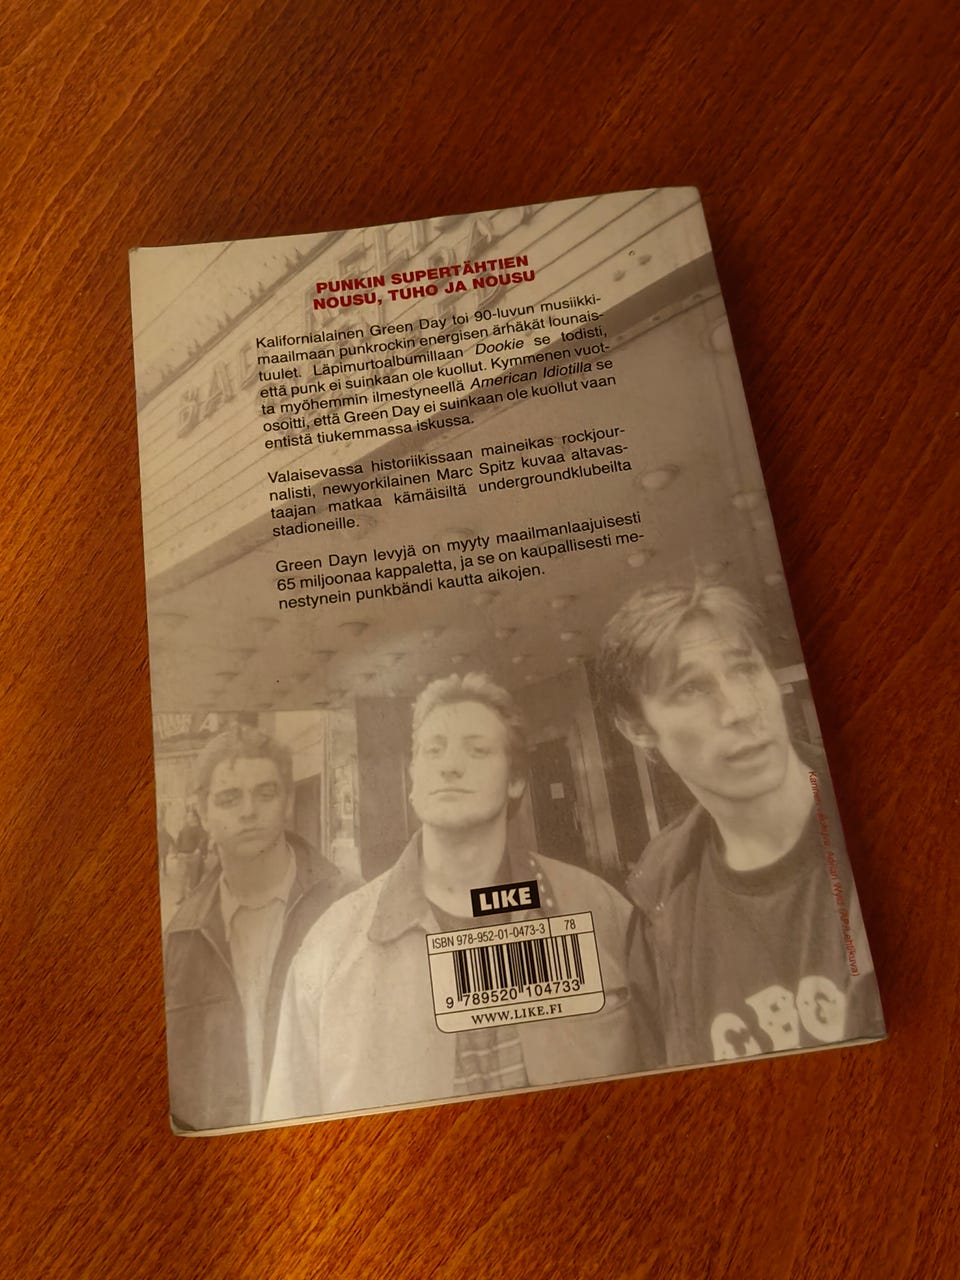 PUNKIN SUPERTÄHTIEN
NOUSU, TUHO JA NOUSU
Kalifornialainen Green Day toi 90-luvun musiikki-
maailmaan punkrockin energisen ärhäkät lounais-
tuulet. Läpimurtoalbumillaan Dookie se todisti,
että punk ei suinkaan ole kuollut. Kymmenen vuot-
ta myöhemmin ilmestyneellä American Idiotilla se
osoitti, että Green Day ei suinkaan ole kuollut vaan
entistä tiukemmassa iskussa.
Valaisevassa historiikissaan maineikas rockjour-
nalisti, newyorkilainen Marc Spitz kuvaa altavas-
taajan matkaa kämäisiltä undergroundklubeilta
stadioneille.
Green Dayn levyjä on myyty maailmanlaajuisesti
65 miljoonaa kappaletta, ja se on kaupallisesti me-
nestynein punkbändi kautta aikojen.
LIKE
ISBN 978-952-01-0473-3 78
9 789520 104733
WWW.LIKE.FI
CBG